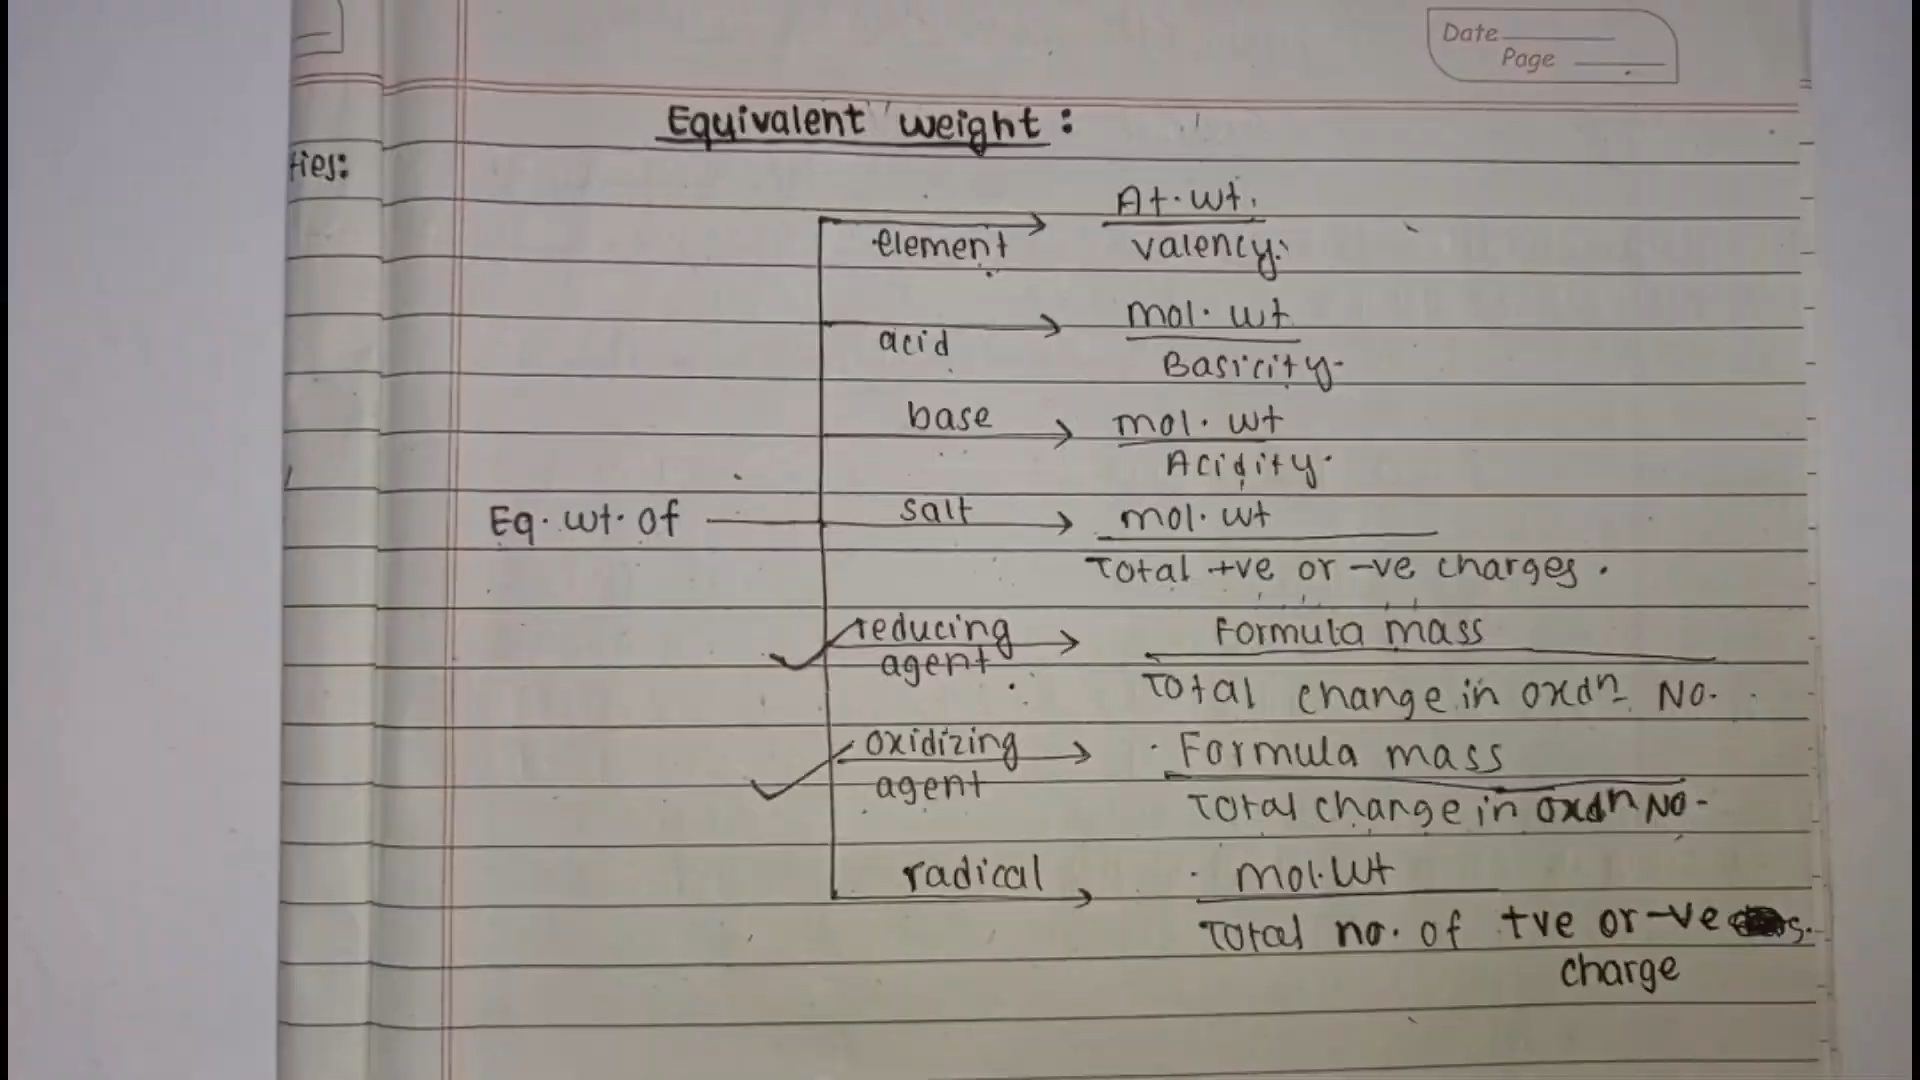 Date
Page
Equivalent weight:
ties:
At. wt.
element
valency.
mol. wt
acid
Basicity.
base
mol. wt
Acidity.
Eq. wt. of
salt
mol. wt
Total +ve or -ve charges.
reducing
Formula mass
agent
Total change in oxdn No.
oxidizing
Formula mass
agent
Total change in oxdn No-
radical
mol. wt
Total no. of +ve or -ve
charge